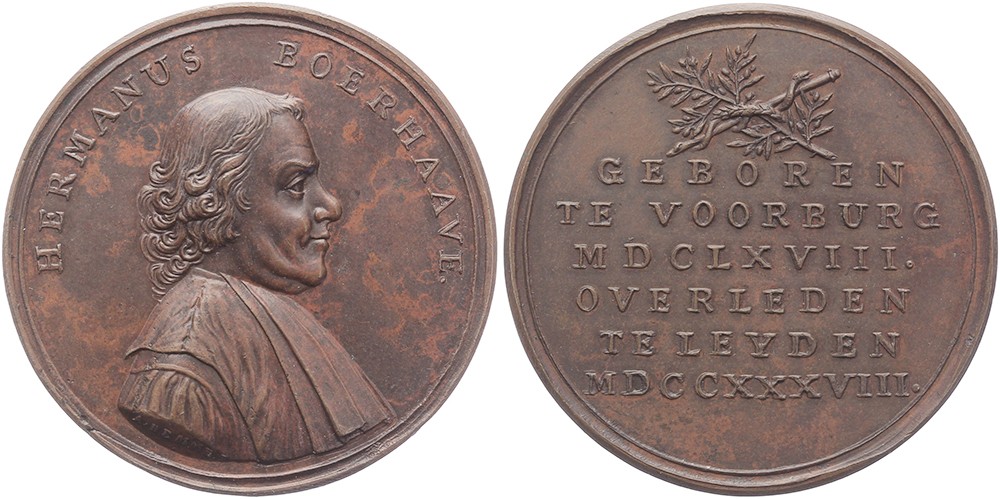 HERMANUS BOERHAAVE.
GEBOREN
TE VOORBURG
MDCLXVIII.
OVERLEDEN
TE LEYDEN
MDCCXXXVIII.